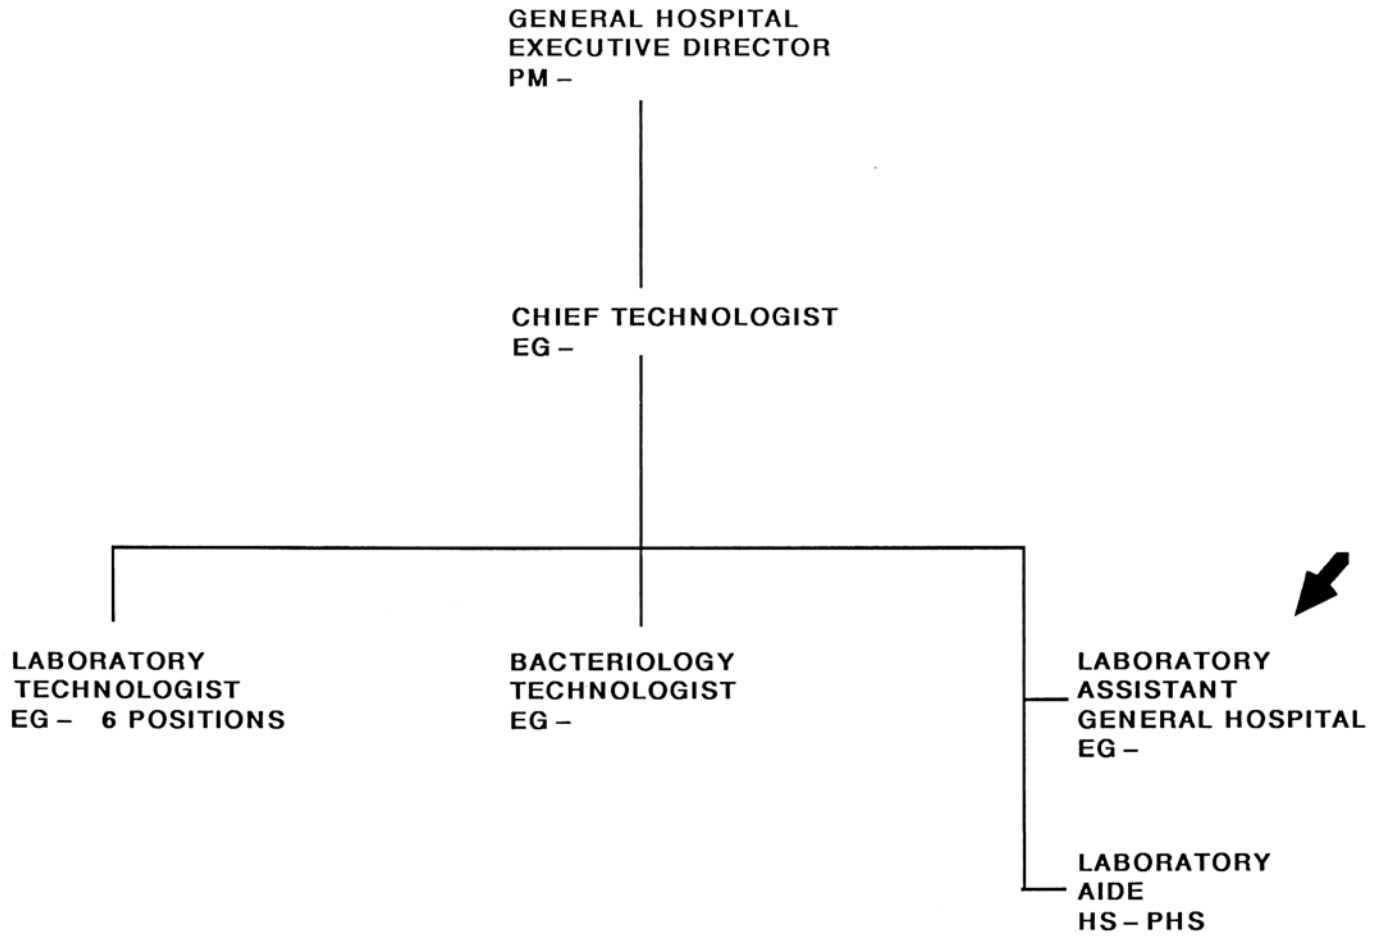 GENERAL HOSPITAL
EXECUTIVE DIRECTOR
PM –
CHIEF TECHNOLOGIST
EG –
LABORATORY
TECHNOLOGIST
EG – 6 POSITIONS
BACTERIOLOGY
TECHNOLOGIST
EG –
LABORATORY
ASSISTANT
GENERAL HOSPITAL
EG –
LABORATORY
AIDE
HS – PHS